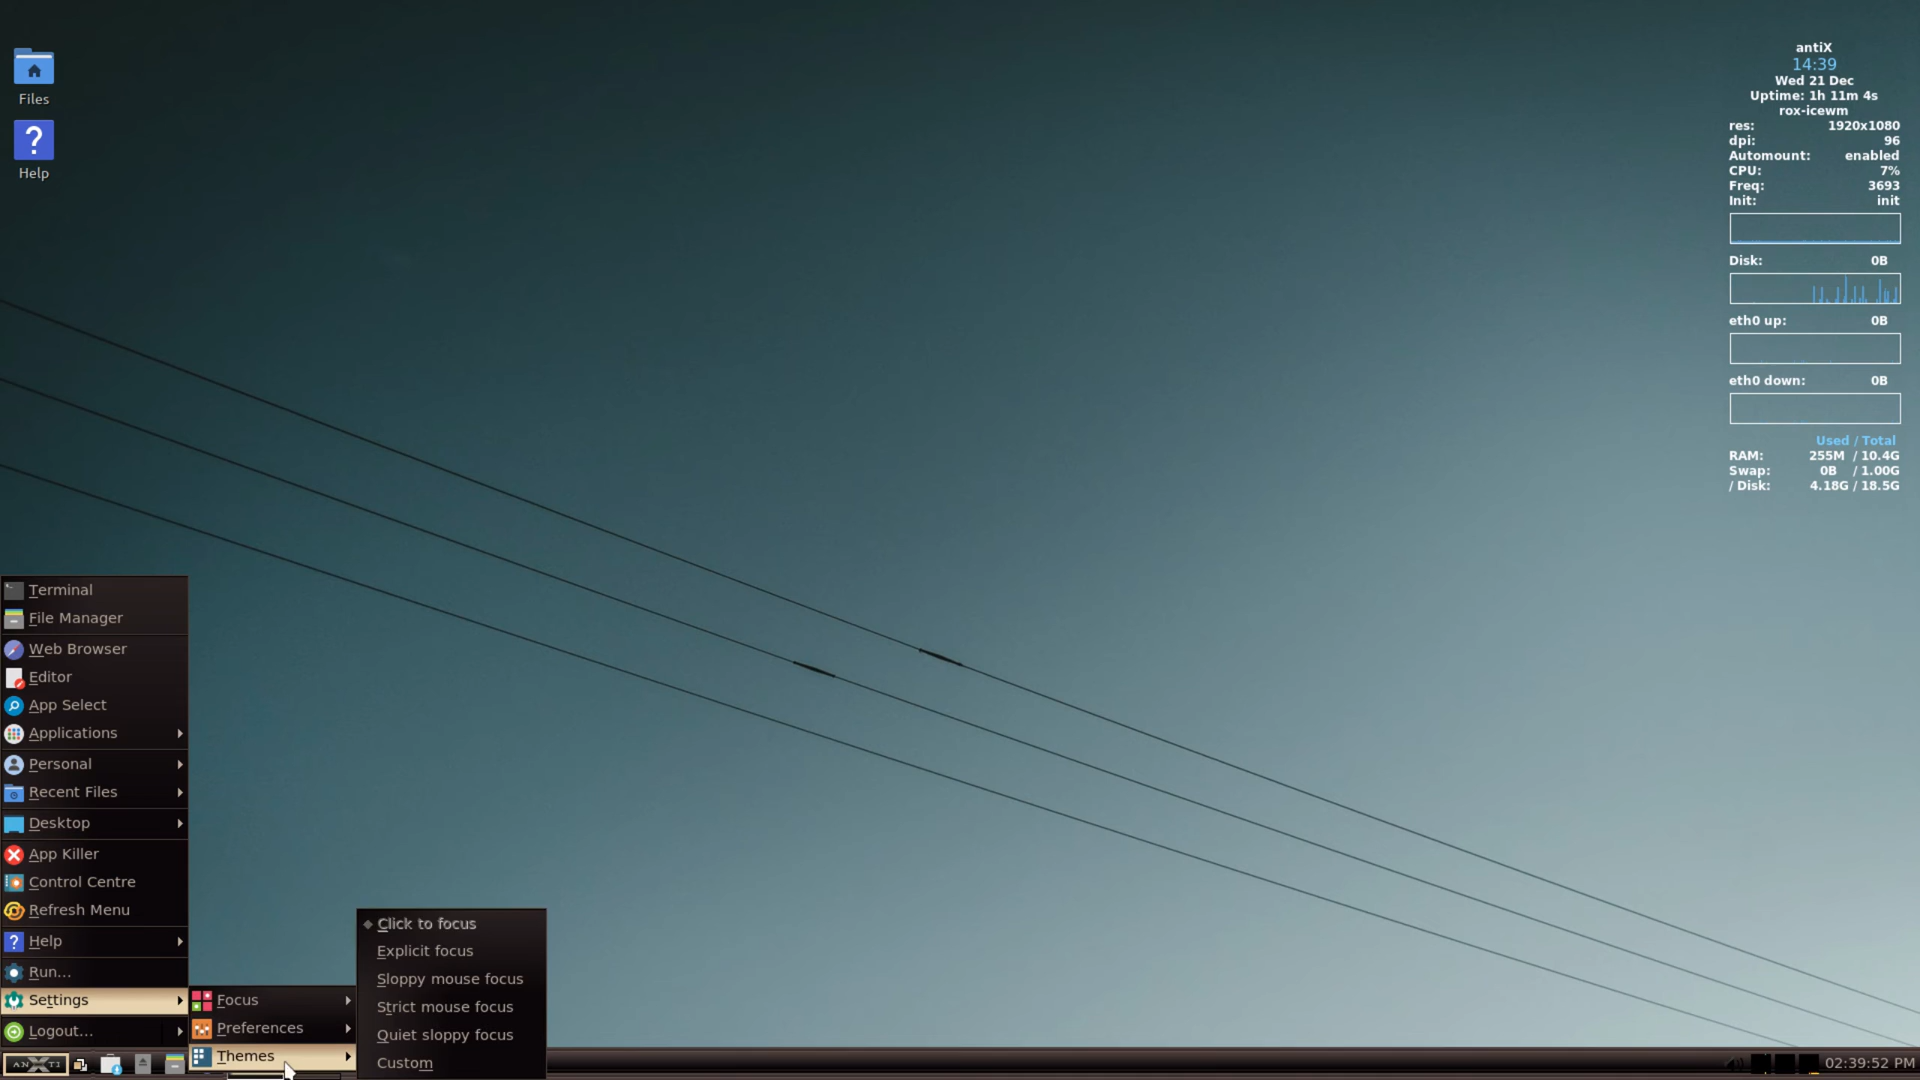 Files
?
Help
antiX
14:39
Wed 21 Dec
Uptime: 1h 11m 4s
rox-icewm
res: 1920x1080
dpi: 96
Automount: enabled
CPU: 7%
Freq: 3693
Init: init
Disk: 0B
eth0 up: 0B
eth0 down: 0B
Used / Total
RAM: 255M / 10.4G
Swap: 0B / 1.00G
/ Disk: 4.18G / 18.5G
Terminal
File Manager
Web Browser
Editor
App Select
Applications
Personal
Recent Files
Desktop
App Killer
Control Centre
Refresh Menu
? Help
Run...
Settings
Logout...
Focus
Preferences
Themes
Click to focus
Explicit focus
Sloppy mouse focus
Strict mouse focus
Quiet sloppy focus
Custom
ANXTI
02:39:52 PM